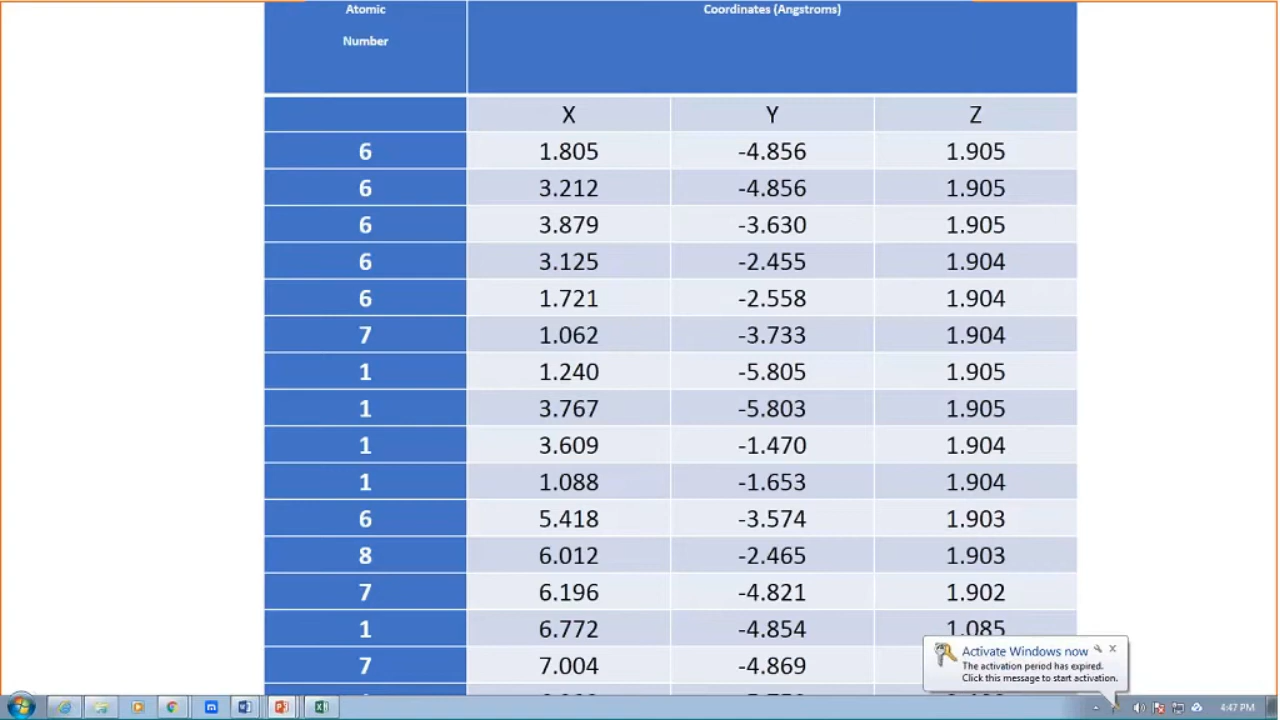 Atomic
Number
Coordinates (Angstroms)
X Y Z
6 1.805 -4.856 1.905
6 3.212 -4.856 1.905
6 3.879 -3.630 1.905
6 3.125 -2.455 1.904
6 1.721 -2.558 1.904
7 1.062 -3.733 1.904
1 1.240 -5.805 1.905
1 3.767 -5.803 1.905
1 3.609 -1.470 1.904
1 1.088 -1.653 1.904
6 5.418 -3.574 1.903
8 6.012 -2.465 1.903
7 6.196 -4.821 1.902
1 6.772 -4.854 1.085
7 7.004 -4.869
Activate Windows now
The activation period has expired.
Click this message to start activation.
4:47 PM